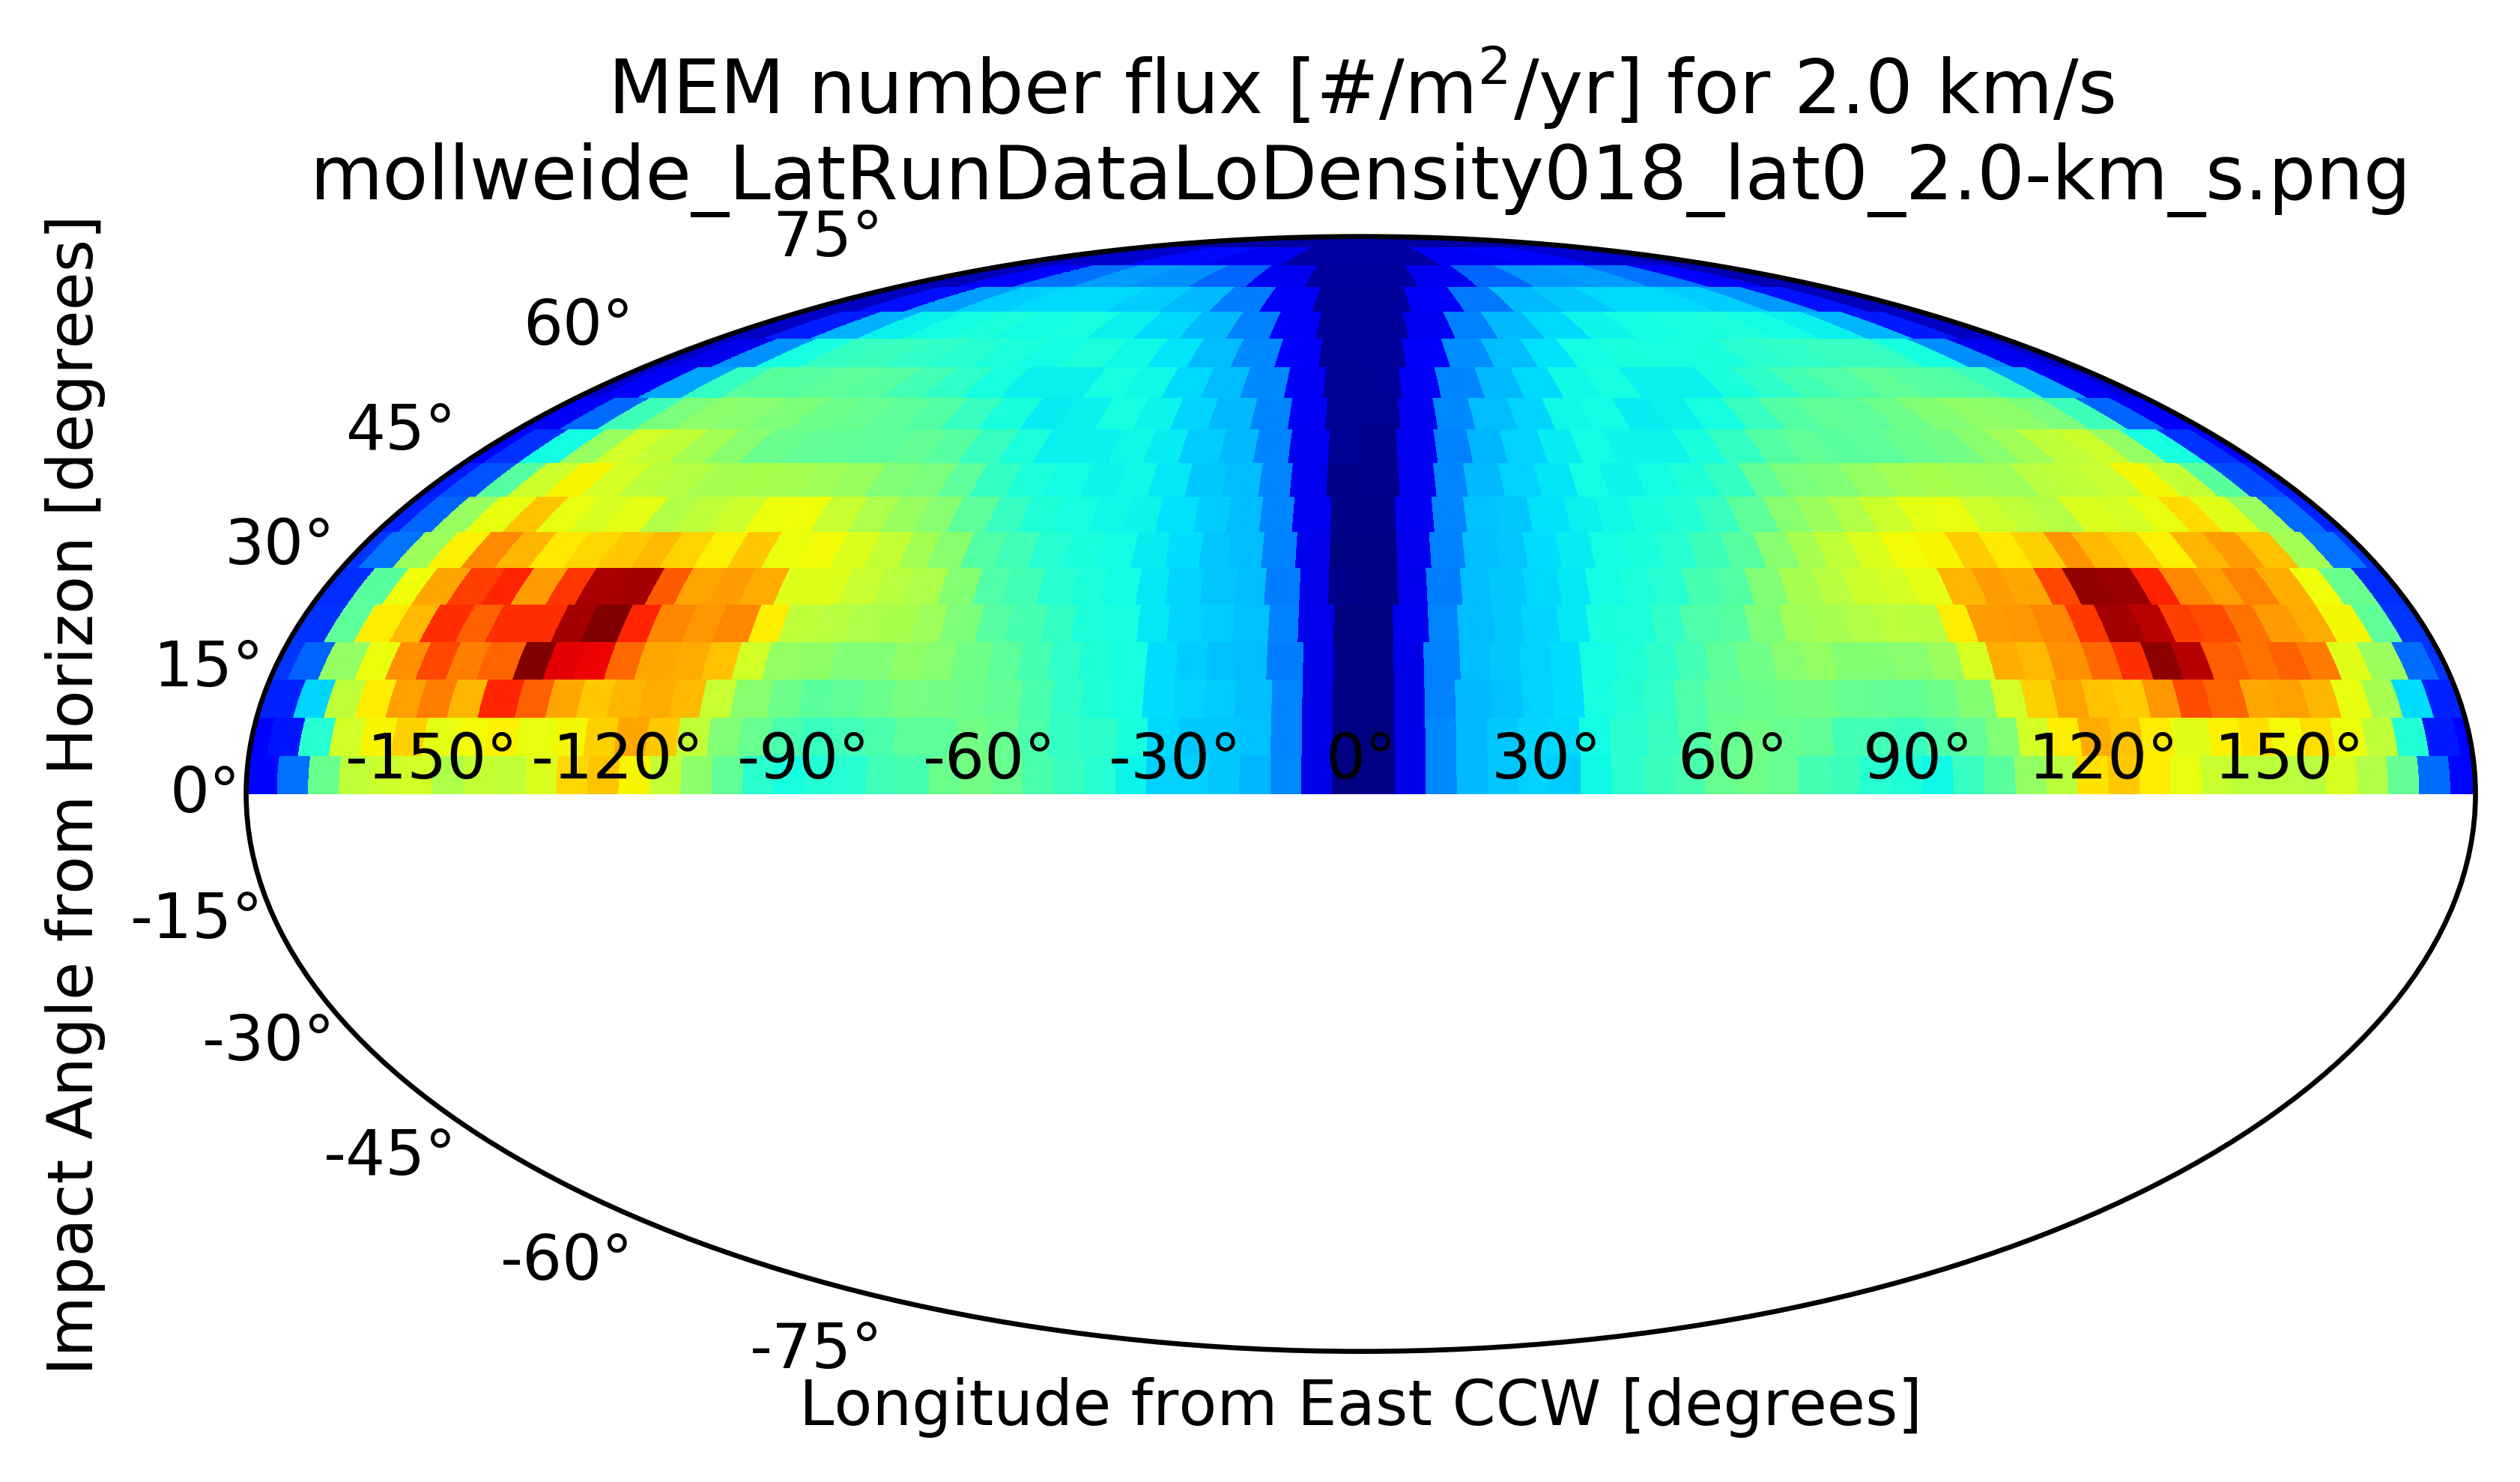 MEM number flux [#/m²/yr] for 2.0 km/s
mollweide_LatRunDataLoDensity018_lat0_2.0-km_s.png
75°
60°
45°
30°
15°
0°
-15°
-30°
-45°
-60°
-75°
-150° -120° -90° -60° -30° 0° 30° 60° 90° 120° 150°
Impact Angle from Horizon [degrees]
Longitude from East CCW [degrees]